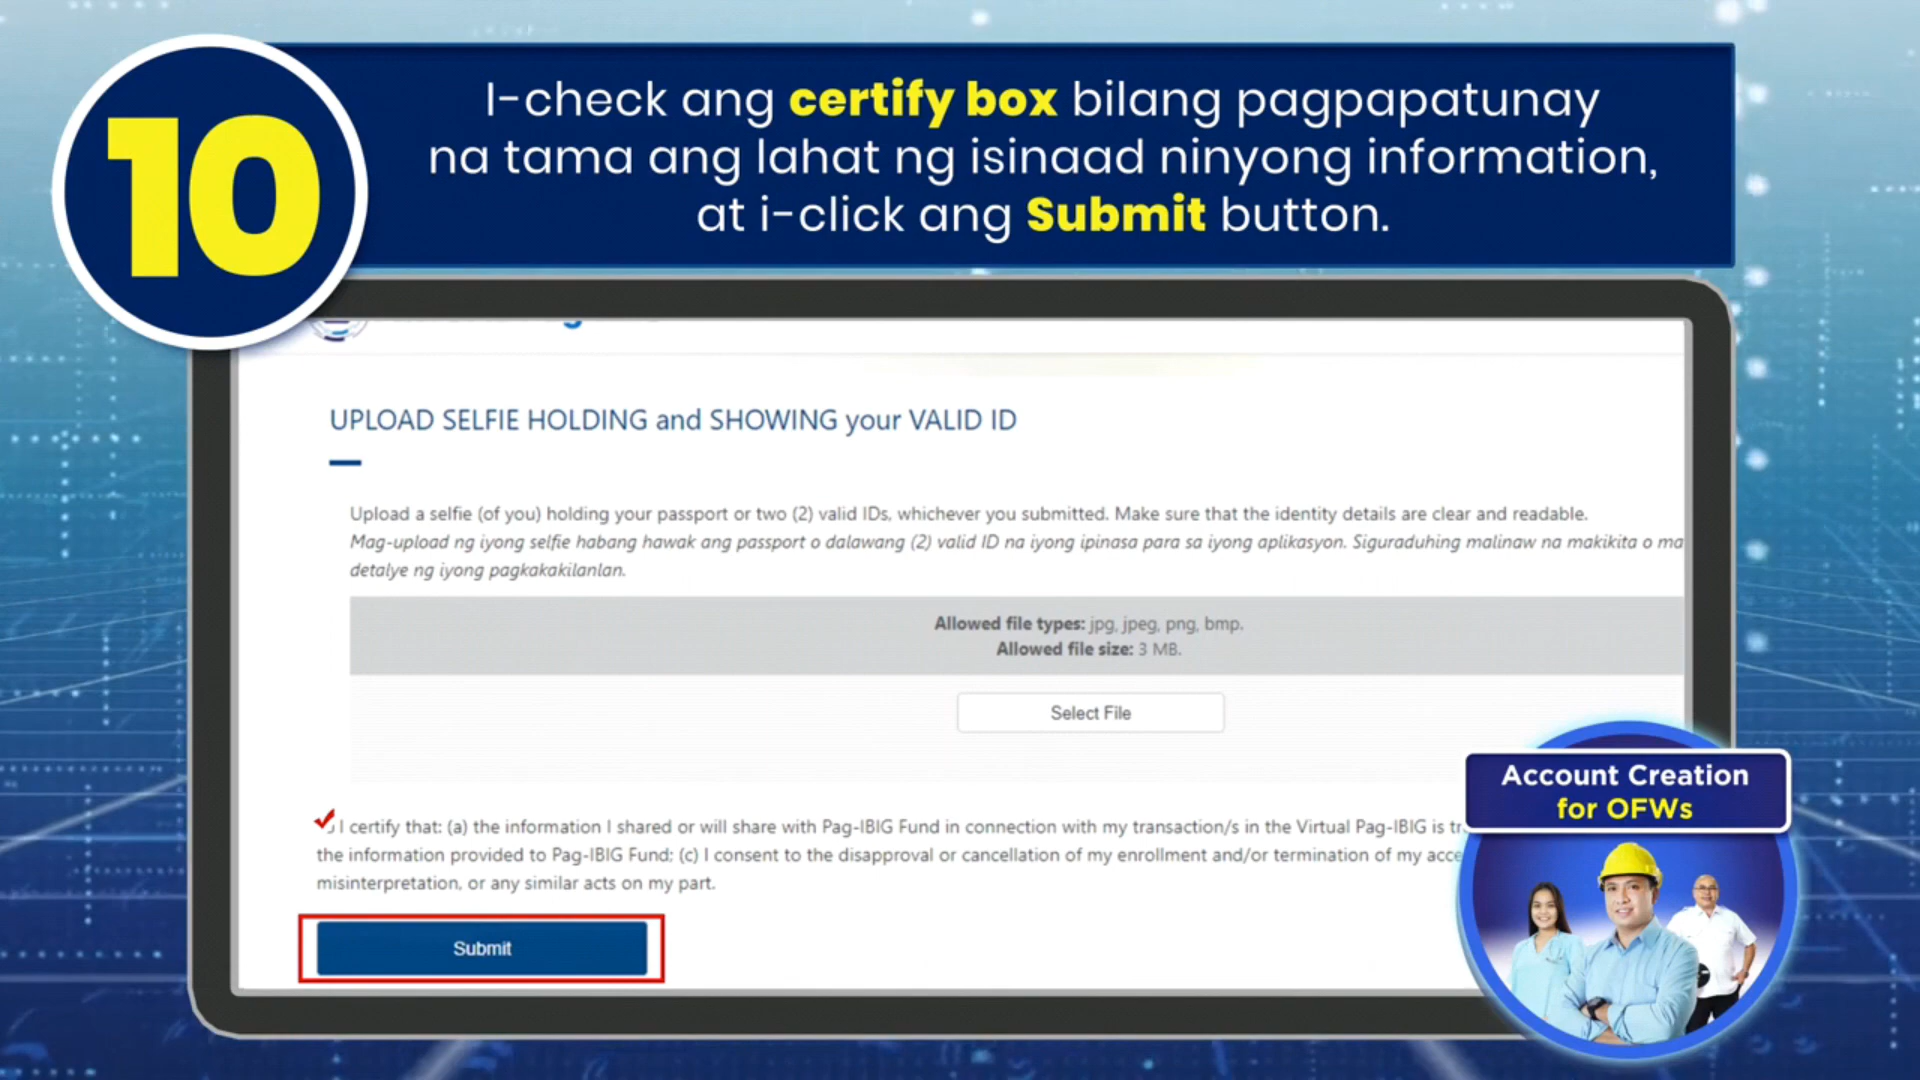 10
I-check ang certify box bilang pagpapatunay
na tama ang lahat ng isinaad ninyong information,
at i-click ang Submit button.
UPLOAD SELFIE HOLDING and SHOWING your VALID ID
Upload a selfie (of you) holding your passport or two (2) valid IDs, whichever you submitted. Make sure that the identity details are clear and readable.
Mag-upload ng iyong selfie habang hawak ang passport o dalawang (2) valid ID na iyong ipinasa para sa iyong aplikasyon. Siguraduhing malinaw na makikita o ma
detalye ng iyong pagkakakilanlan.
Allowed file types: jpg, jpeg, png, bmp.
Allowed file size: 3 MB.
Select File
I certify that: (a) the information I shared or will share with Pag-IBIG Fund in connection with my transaction/s in the Virtual Pag-IBIG is
the information provided to Pag-IBIG Fund; (c) I consent to the disapproval or cancellation of my enrollment and/or termination of my
misinterpretation, or any similar acts on my part.
Submit
Account Creation
for OFWs